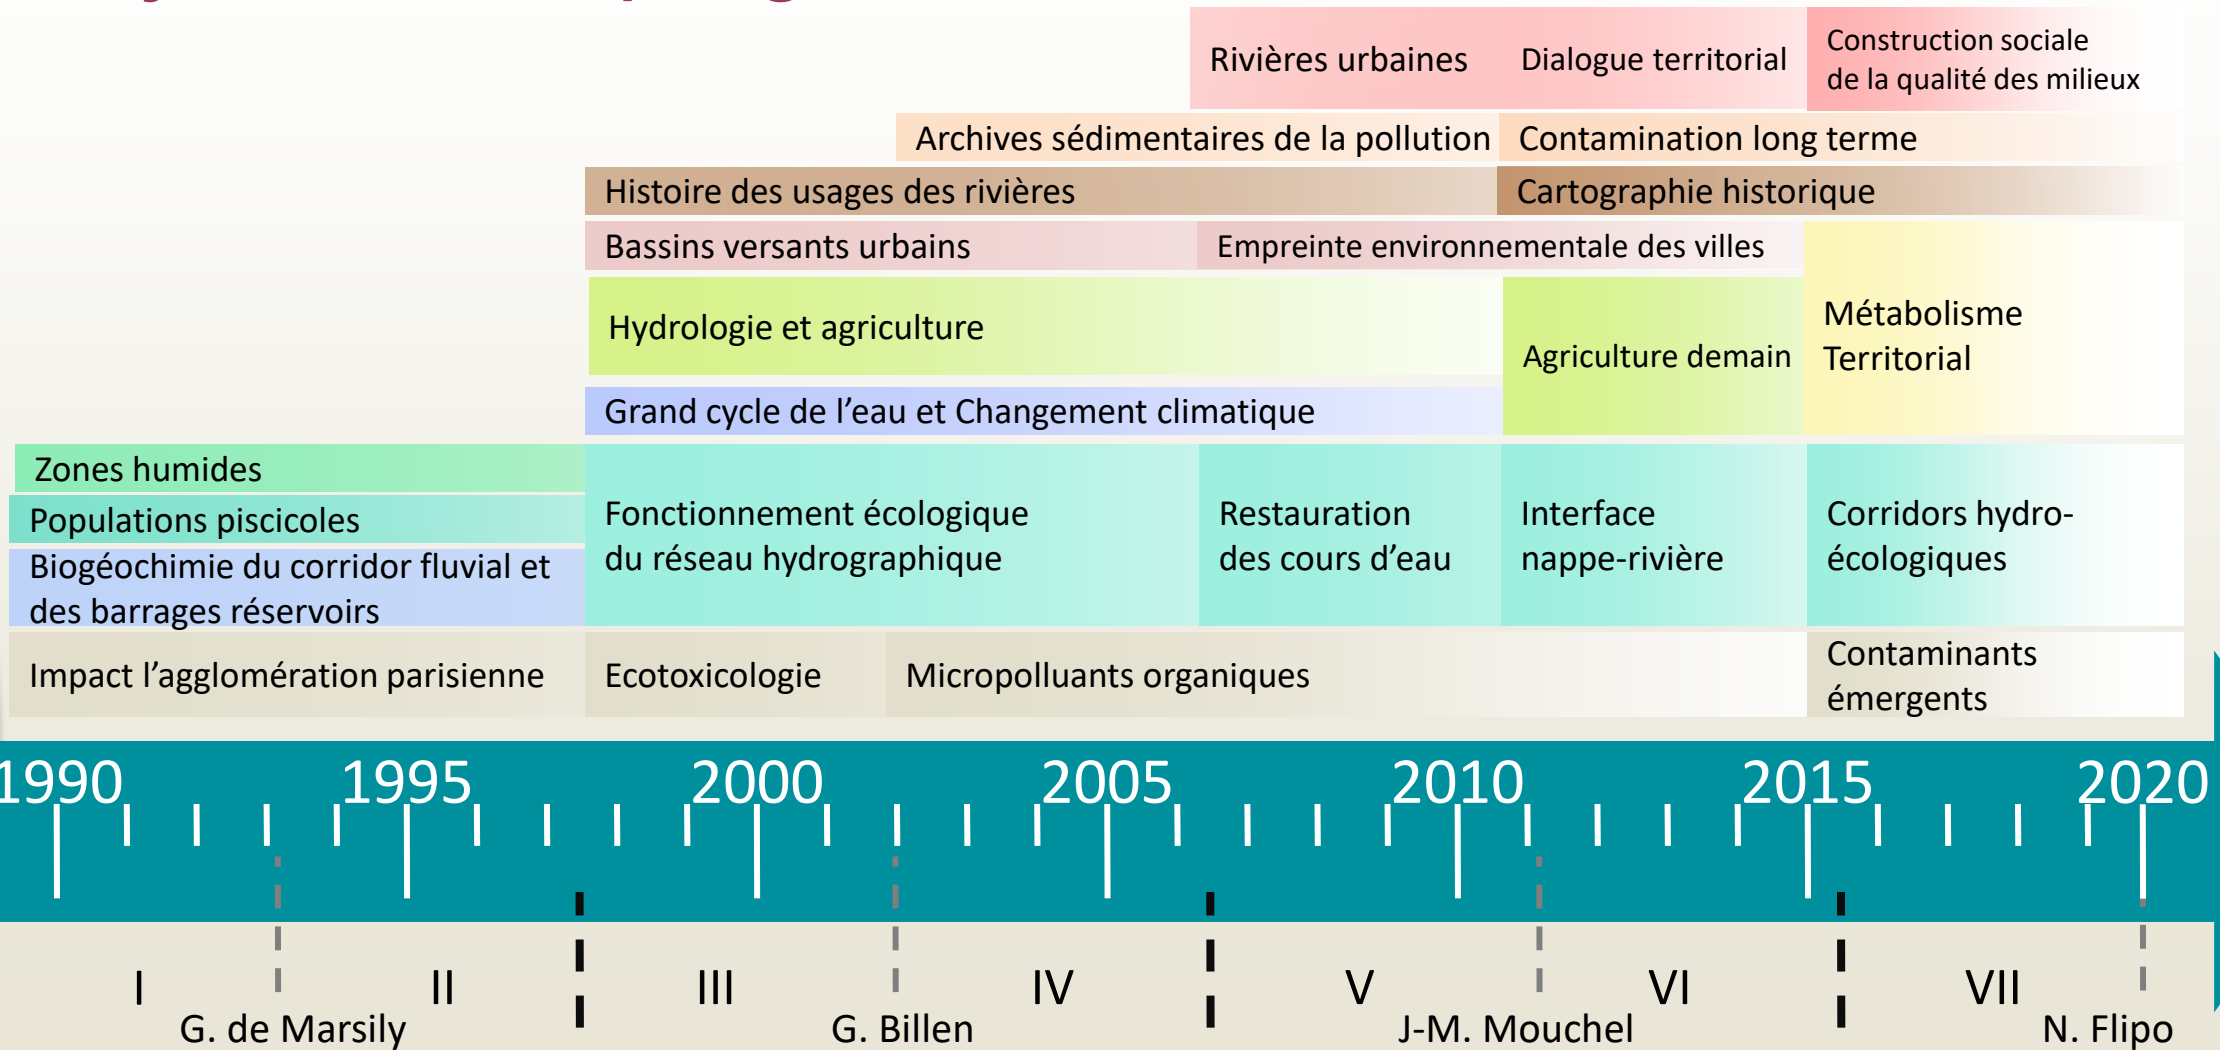 Rivières urbaines
Dialogue territorial
Construction sociale
de la qualité des milieux
Archives sédimentaires de la pollution
Contamination long terme
Histoire des usages des rivières
Cartographie historique
Bassins versants urbains
Empreinte environnementale des villes
Hydrologie et agriculture
Agriculture demain
Métabolisme
Territorial
Grand cycle de l’eau et Changement climatique
Zones humides
Populations piscicoles
Biogéochimie du corridor fluvial et
des barrages réservoirs
Fonctionnement écologique
du réseau hydrographique
Restauration
des cours d’eau
Interface
nappe-rivière
Corridors hydro-
écologiques
Impact l’agglomération parisienne
Ecotoxicologie
Micropolluants organiques
Contaminants
émergents
1990 1995 2000 2005 2010 2015 2020
I II III IV V VI VII
G. de Marsily G. Billen J-M. Mouchel N. Flipo